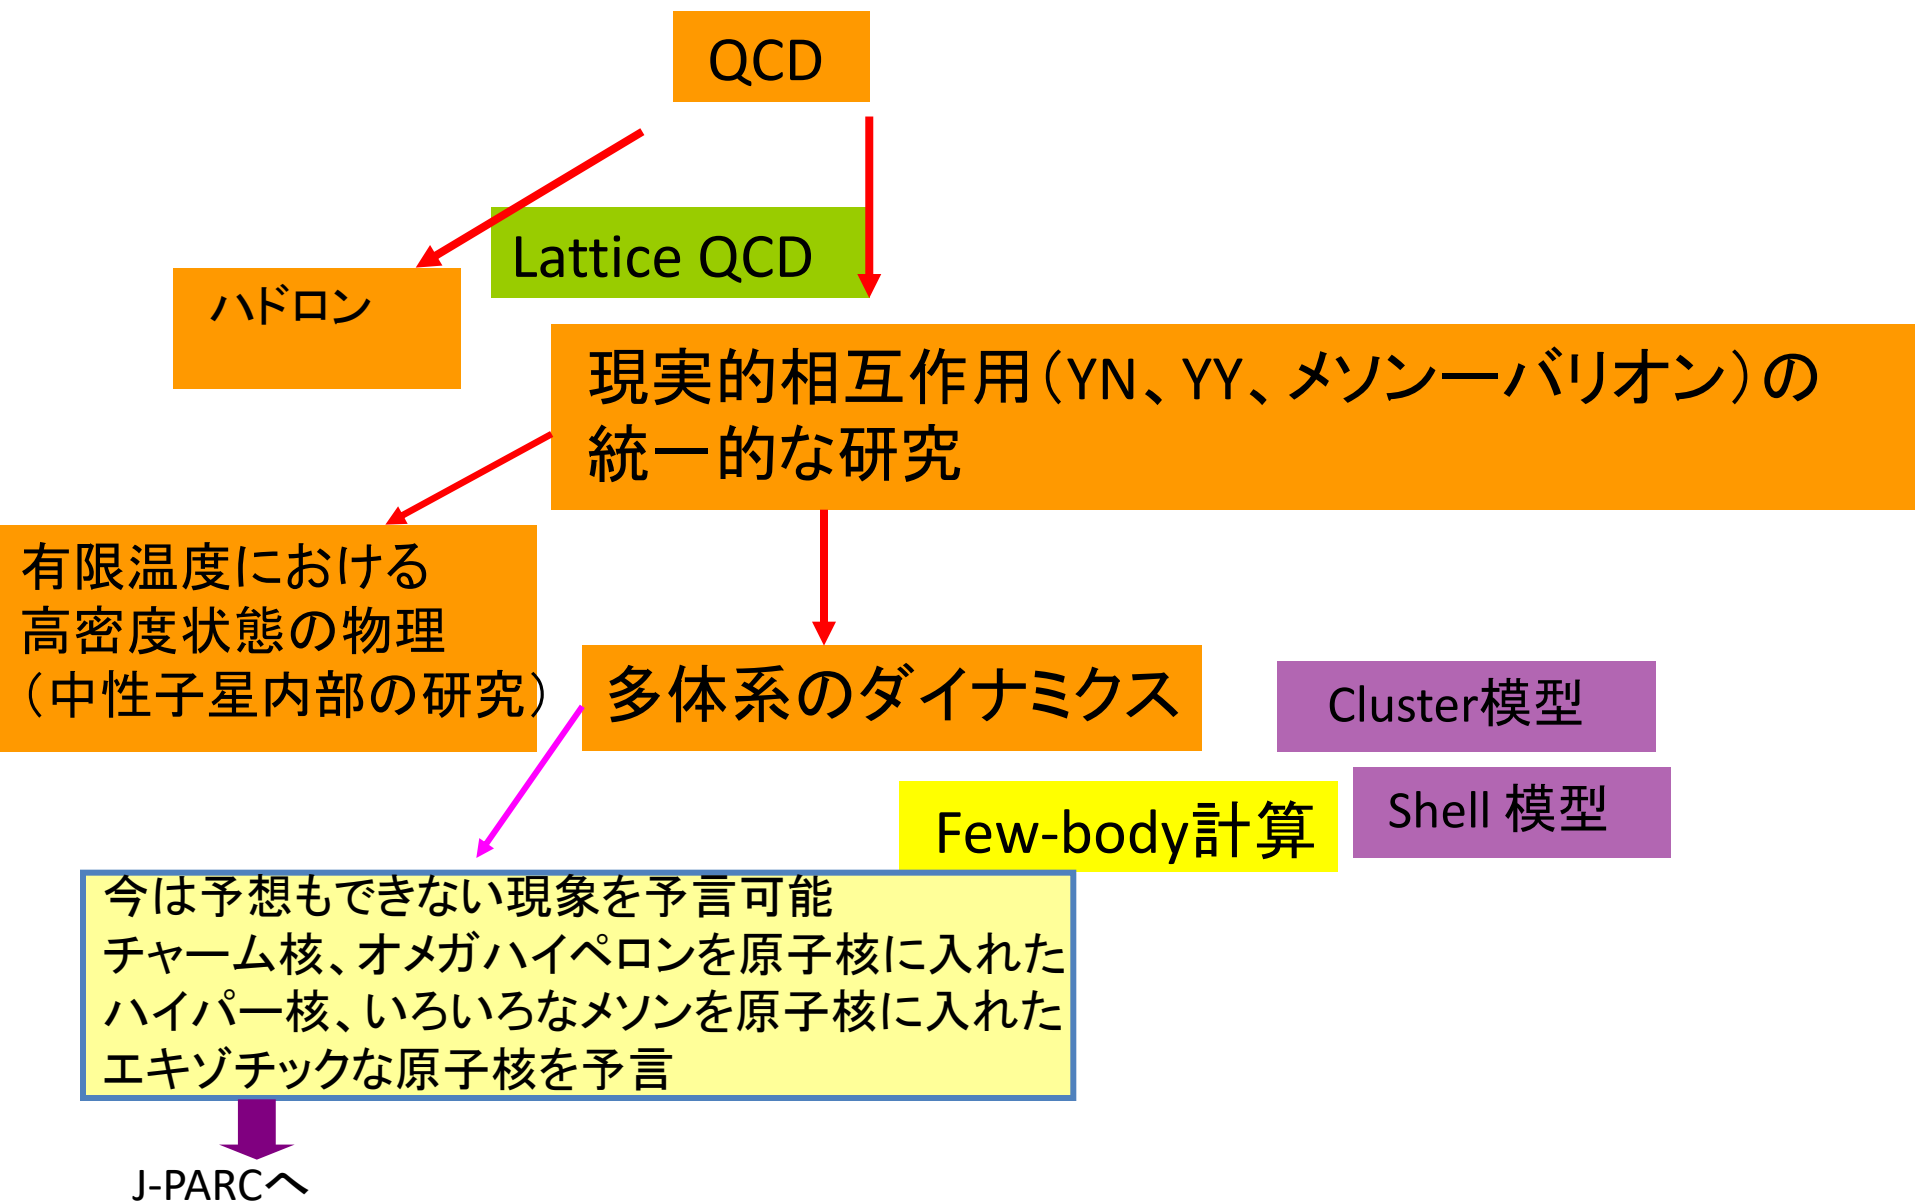 QCD
Lattice QCD
ハドロン
現実的相互作用(YN、YY、メソンーバリオン)の
統一的な研究
有限温度における
高密度状態の物理
(中性子星内部の研究)
多体系のダイナミクス
Cluster模型
Shell 模型
Few-body計算
今は予想もできない現象を予言可能
チャーム核、オメガハイペロンを原子核に入れた
ハイパー核、いろいろなメソンを原子核に入れた
エキゾチックな原子核を予言
J-PARCへ